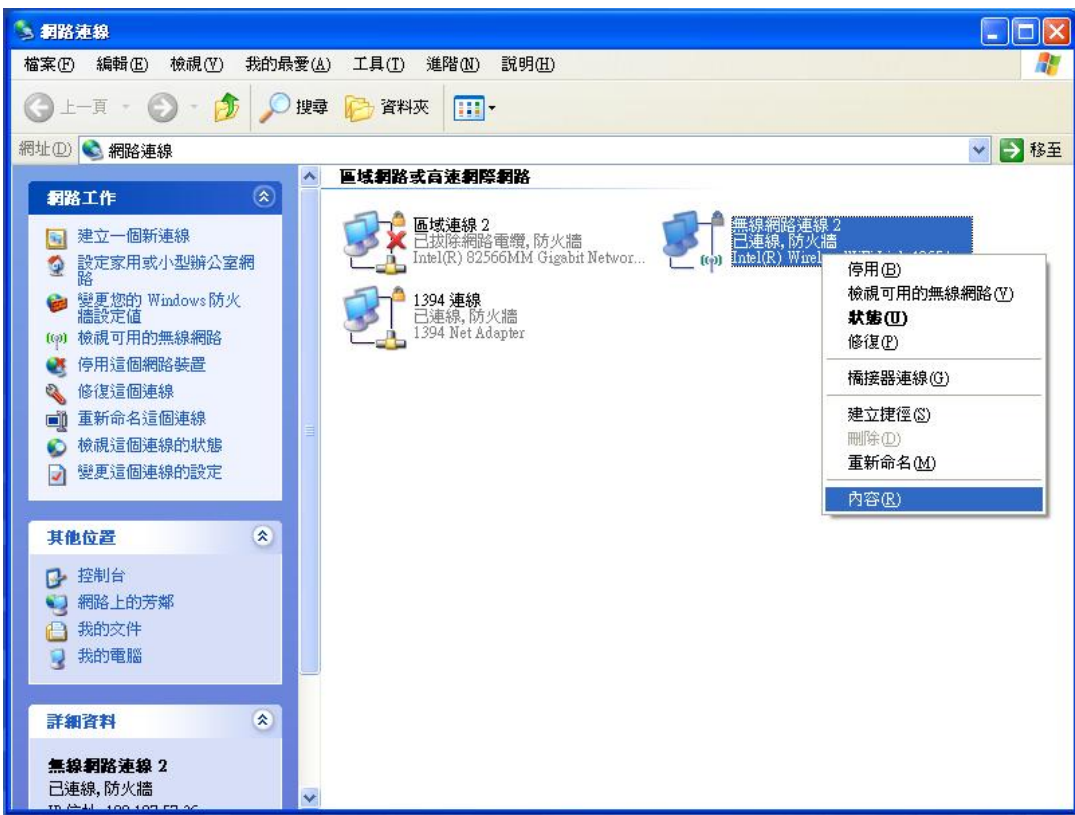 網路連線
檔案(F) 編輯(E) 檢視(V) 我的最愛(A) 工具(T) 進階(N) 說明(H)
上一頁 搜尋 資料夾
網址(D) 網路連線 移至
網路工作
建立一個新連線
設定家用或小型辦公室網
路
變更您的 Windows 防火
牆設定值
檢視可用的無線網路
停用這個網路裝置
修復這個連線
重新命名這個連線
檢視這個連線的狀態
變更這個連線的設定
其他位置
控制台
網路上的芳鄰
我的文件
我的電腦
詳細資料
無線網路連線 2
已連線, 防火牆
區域網路或高速網際網路
區域連線 2
已拔除網路電纜, 防火牆
Intel(R) 82566MM Gigabit Networ...
1394 連線
已連線, 防火牆
1394 Net Adapter
無線網路連線 2
已連線, 防火牆
Intel(R)
停用(B)
檢視可用的無線網路(V)
狀態(U)
修復(P)
橋接器連線(G)
建立捷徑(S)
刪除(D)
重新命名(M)
內容(R)